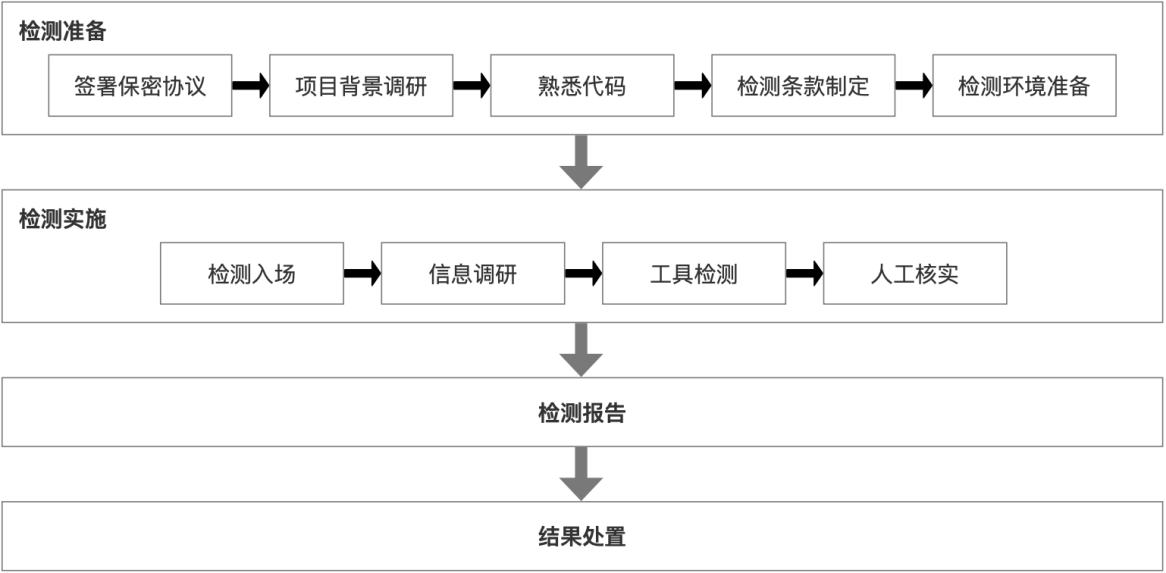 检测准备
签署保密协议
项目背景调研
熟悉代码
检测条款制定
检测环境准备
检测实施
检测入场
信息调研
工具检测
人工核实
检测报告
结果处置